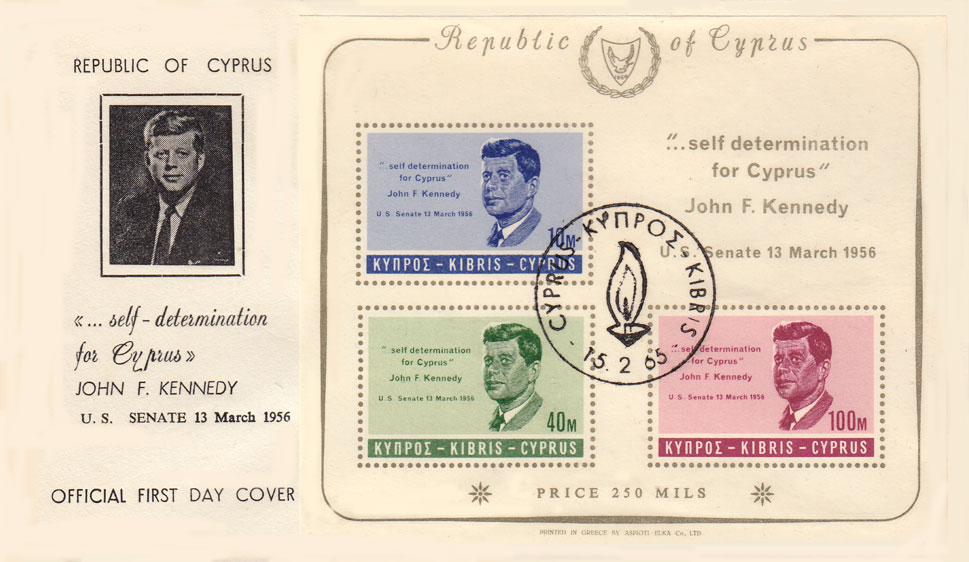 REPUBLIC OF CYPRUS
«... self-determination
for Cyprus»
JOHN F. KENNEDY
U. S. SENATE 13 March 1956
OFFICIAL FIRST DAY COVER
Republic of Cyprus
1960
"...self determination
for Cyprus"
John F. Kennedy
U. S. Senate 13 March 1956
10M
ΚΥΠΡΟΣ - KIBRIS - CYPRUS
"...self determination
for Cyprus"
John F. Kennedy
U. S. Senate 13 March 1956
CYPRUS - ΚΥΠΡΟΣ - KIBRIS -
15. 2 65
"...self determination
for Cyprus"
John F. Kennedy
U. S. Senate 13 March 1956
40M
ΚΥΠΡΟΣ - KIBRIS - CYPRUS
"...self determination
for Cyprus"
John F. Kennedy
U. S. Senate 13 March 1956
100M
ΚΥΠΡΟΣ - KIBRIS - CYPRUS
PRICE 250 MILS
PRINTED IN GREECE BY ASPIOTI ELKA Co., LTD.